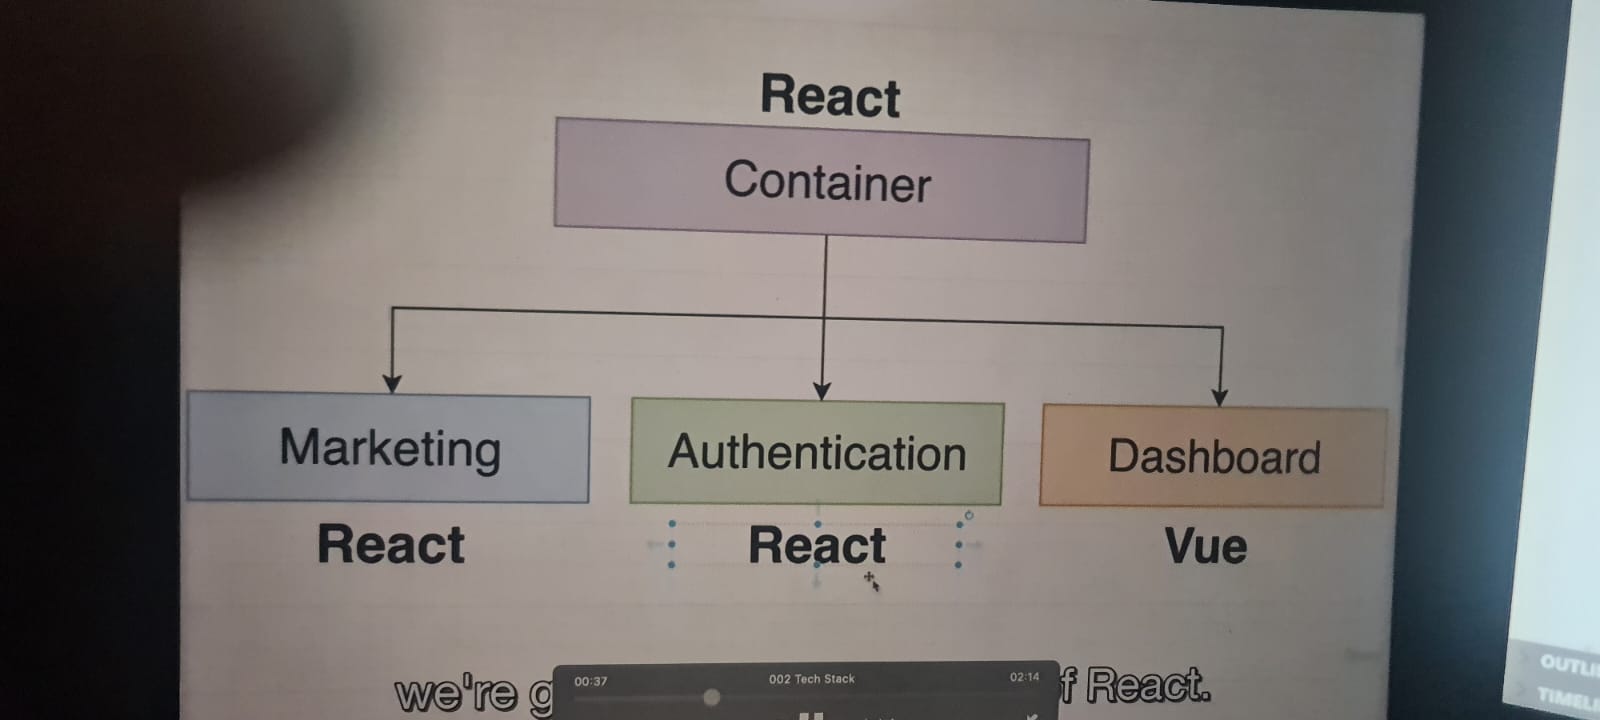 React
Container
Marketing
Authentication
Dashboard
React
React
Vue
we're g
f React.
00:37
002 Tech Stack
02:14
OUTLI
TIMELI